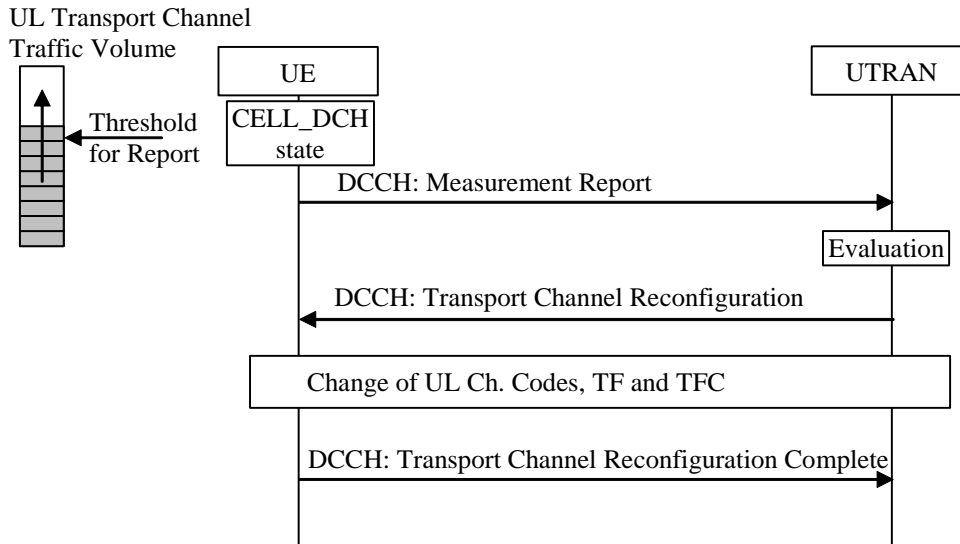 UL Transport Channel
Traffic Volume
UE
UTRAN
CELL_DCH
state
Threshold
for Report
DCCH: Measurement Report
Evaluation
DCCH: Transport Channel Reconfiguration
Change of UL Ch. Codes, TF and TFC
DCCH: Transport Channel Reconfiguration Complete